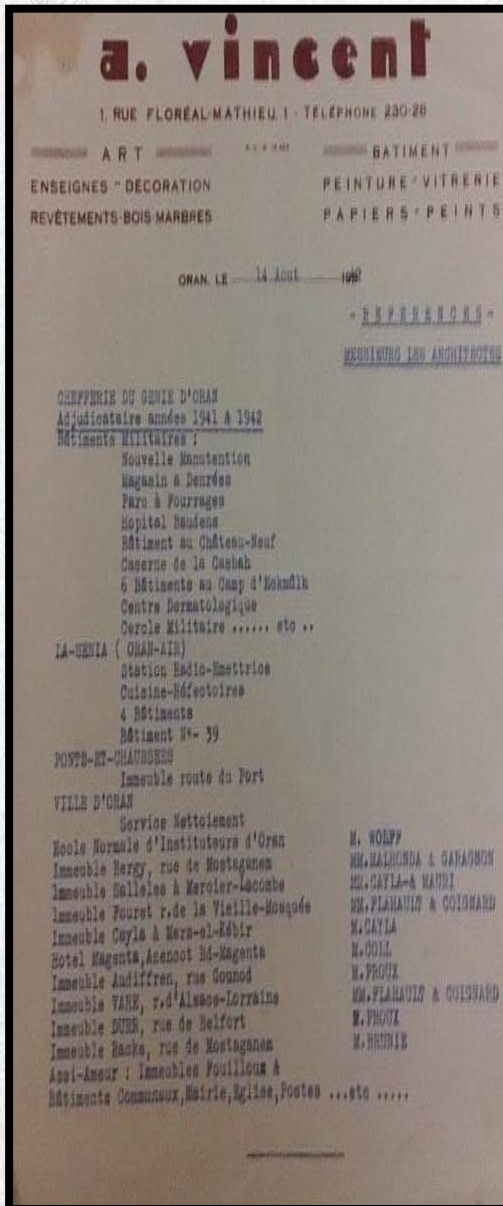 a. vincent
1. RUE FLORÉAL-MATHIEU, 1 - TÉLÉPHONE 230-28
ART
BATIMENT
ENSEIGNES - DÉCORATION
PEINTURE - VITRERIE
REVÊTEMENTS-BOIS-MARBRES
PAPIERS - PEINTS
ORAN, LE 14 Aout
- REFERENCES -
MESSIEURS LES ARCHITECTES
CHEFFERIE DU GENIE D'ORAN
Adjudicataire années 1941 & 1942
Bâtiments Militaires :
Nouvelle Manutention
Magasin à Denrées
Parc à Fourrages
Hopital Baudens
Bâtiment au Château-Neuf
Caserne de la Casbah
6 Bâtiments au Camp
Centre Dermatologique
Cercle Militaire ...... etc ..
LA-SENIA ( ORAN-AIR)
Station Radio-Emettrice
Cuisine-Réfectoires
4 Bâtiments
Bâtiment N°- 39
PONTS-ET-CHAUSSEES
Immeuble route du Port
VILLE D'ORAN
Service Nettoiement
Ecole Normale d'Instituteurs d'Oran M. WOLFF
Immeuble Bergy, rue de Mostaganem MM.MALHONDA & GARAGNON
Immeuble Salleles à Mercier-Lacombe MM.CAYLA-& MAURI
Immeuble Fouret r.de la Vieille-Mosquée MM.FLAHAULT & COIGNARD
Immeuble Cayla à Mers-el-Kébir M.CAYLA
Hotel Magenta,Asencot Bd-Magenta M.COLL
Immeuble Audiffren, rue Gounod M.PROUX
Immeuble VARE, r.d'Alsace-Lorraine MM.FLAHAULT & COIGNARD
Immeuble DUER, rue de Belfort M.PROUX
Immeuble Backe, rue de Mostaganem M.BRUNIE
Assi-Ameur : Immeubles Fouilloux &
Bâtiments Communaux,Mairie,Eglise,Postes ...etc .....